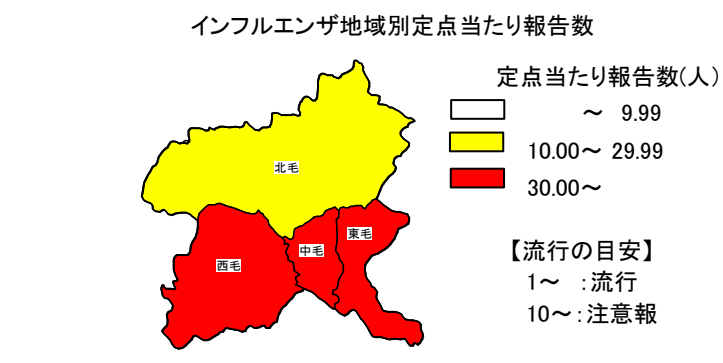 インフルエンザ地域別定点当たり報告数
定点当たり報告数(人)
～ 9.99
10.00～ 29.99
30.00～
北毛
東毛
中毛
西毛
【流行の目安】
1～ :流行
10～:注意報